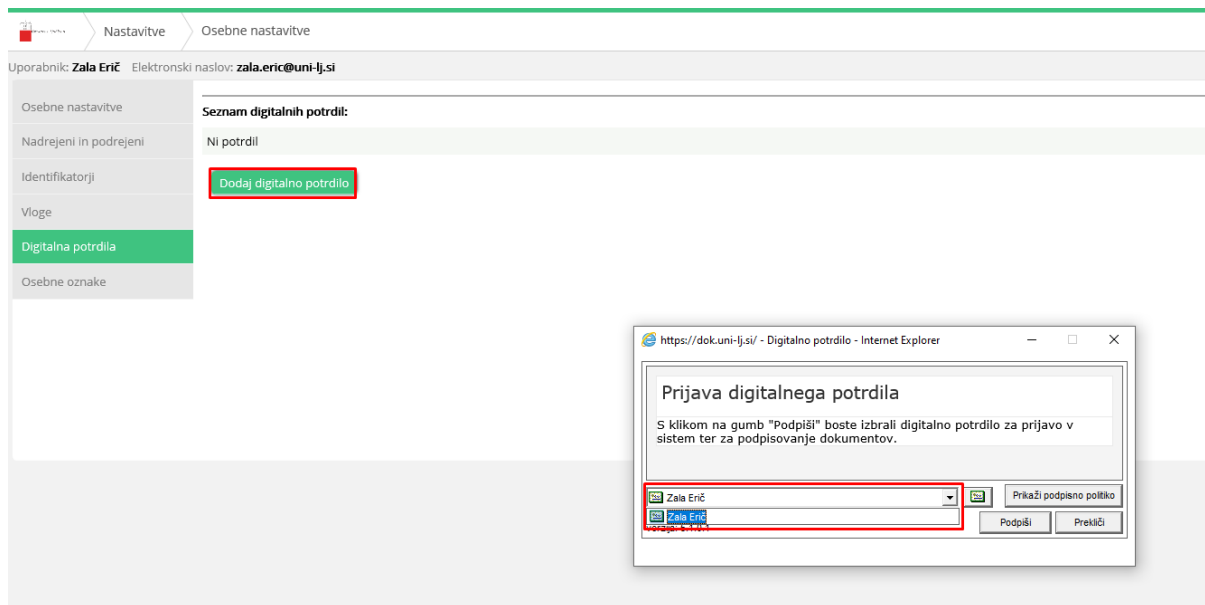 Nastavitve
Osebne nastavitve
Uporabnik: Zala Erič Elektronski naslov: zala.eric@uni-lj.si
Osebne nastavitve
Nadrejeni in podrejeni
Identifikatorji
Vloge
Digitalna potrdila
Osebne oznake
Seznam digitalnih potrdil:
Ni potrdil
Dodaj digitalno potrdilo
https://dok.uni-lj.si/ - Digitalno potrdilo - Internet Explorer
Prijava digitalnega potrdila
S klikom na gumb "Podpiši" boste izbrali digitalno potrdilo za prijavo v
sistem ter za podpisovanje dokumentov.
Zala Erič
Prikaži podpisno politiko
Zala Erič
Podpiši
Prekliči